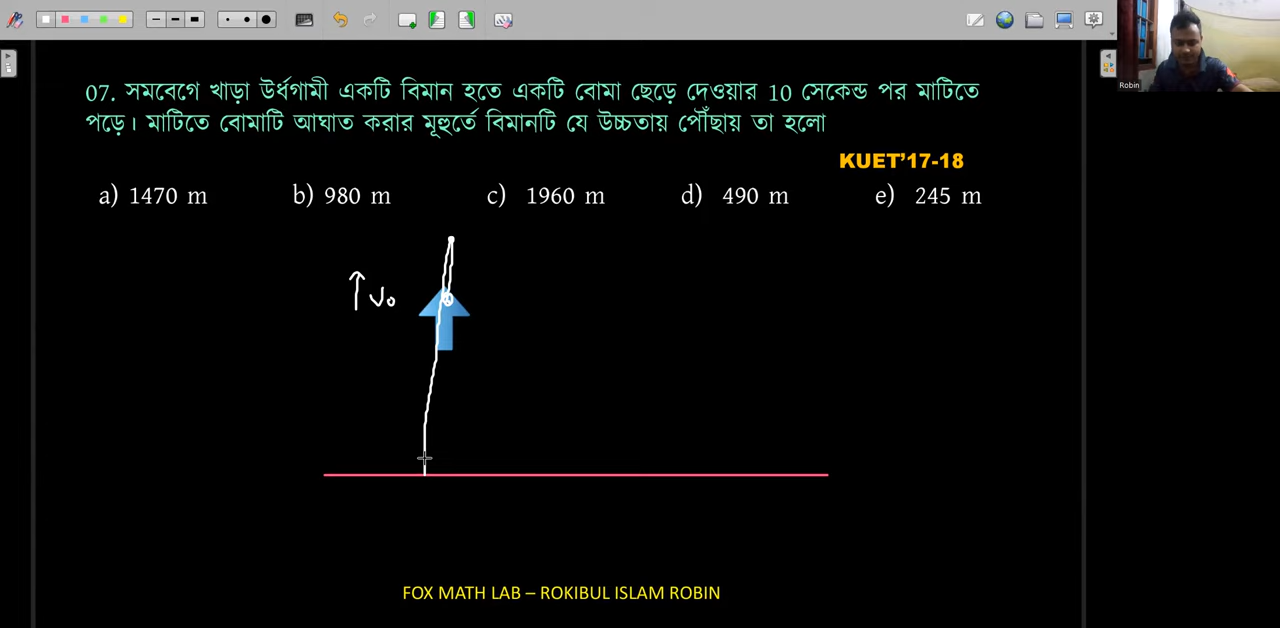 Robin
07. সমবেগে খাড়া উর্ধগামী একটি বিমান হতে একটি বোমা ছেড়ে দেওয়ার 10 সেকেন্ড পর মাটিতে
পড়ে। মাটিতে বোমাটি আঘাত করার মূহুর্তে বিমানটি যে উচ্চতায় পৌঁছায় তা হলো
KUET’17-18
a) 1470 m b) 980 m c) 1960 m d) 490 m e) 245 m
↑ v₀
FOX MATH LAB – ROKIBUL ISLAM ROBIN